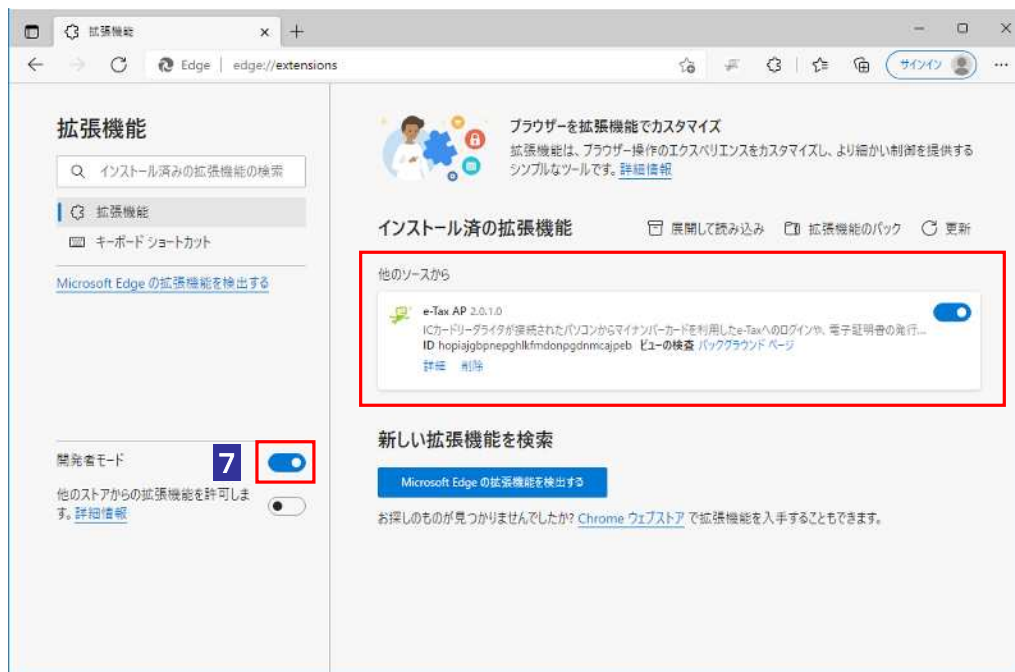 拡張機能
Edge edge://extensions
サインイン
拡張機能
インストール済みの拡張機能の検索
拡張機能
キーボード ショートカット
Microsoft Edge の拡張機能を検出する
開発者モード
7
他のストアからの拡張機能を許可しま
す。詳細情報
ブラウザーを拡張機能でカスタマイズ
拡張機能は、ブラウザー操作のエクスペリエンスをカスタマイズし、より細かい制御を提供する
シンプルなツールです。詳細情報
インストール済の拡張機能
展開して読み込み
拡張機能のパック
更新
他のソースから
e-Tax AP 2.0.1.0
ICカードリーダライタが接続されたパソコンからマイナンバーカードを利用したe-Taxへのログインや、電子証明書の発行...
ID hopiajgbpnepghlkfmdonpgdnmcajpeb ビューの検査 バックグラウンド ページ
詳細 削除
新しい拡張機能を検索
Microsoft Edge の拡張機能を検出する
お探しのものが見つかりませんでしたか? Chrome ウェブストア で拡張機能を入手することもできます。